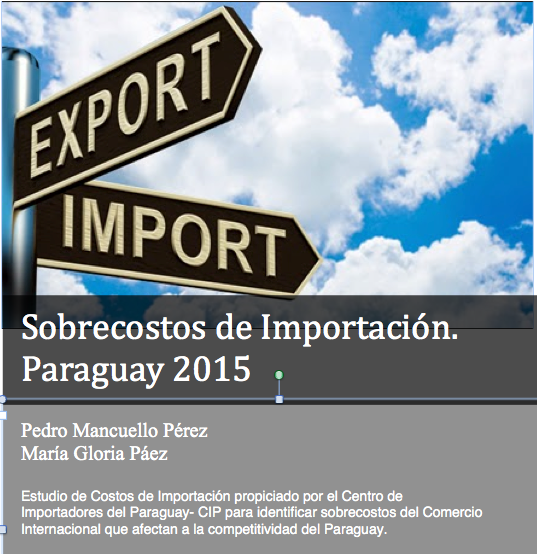 EXPORT
IMPORT
Sobrecostos de Importación.
Paraguay 2015
Pedro Mancuello Pérez
María Gloria Páez
Estudio de Costos de Importación propiciado por el Centro de
Importadores del Paraguay- CIP para identificar sobrecostos del Comercio
Internacional que afectan a la competitividad del Paraguay.